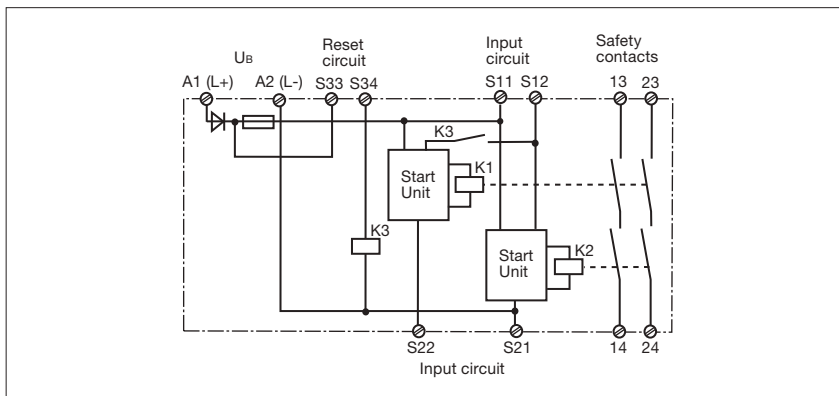 UB
Reset circuit
Input circuit
Safety contacts
A1 (L+)
A2 (L-)
S33
S34
S11
S12
13
23
K3
Start Unit
K1
K3
Start Unit
K2
S22
S21
14
24
Input circuit